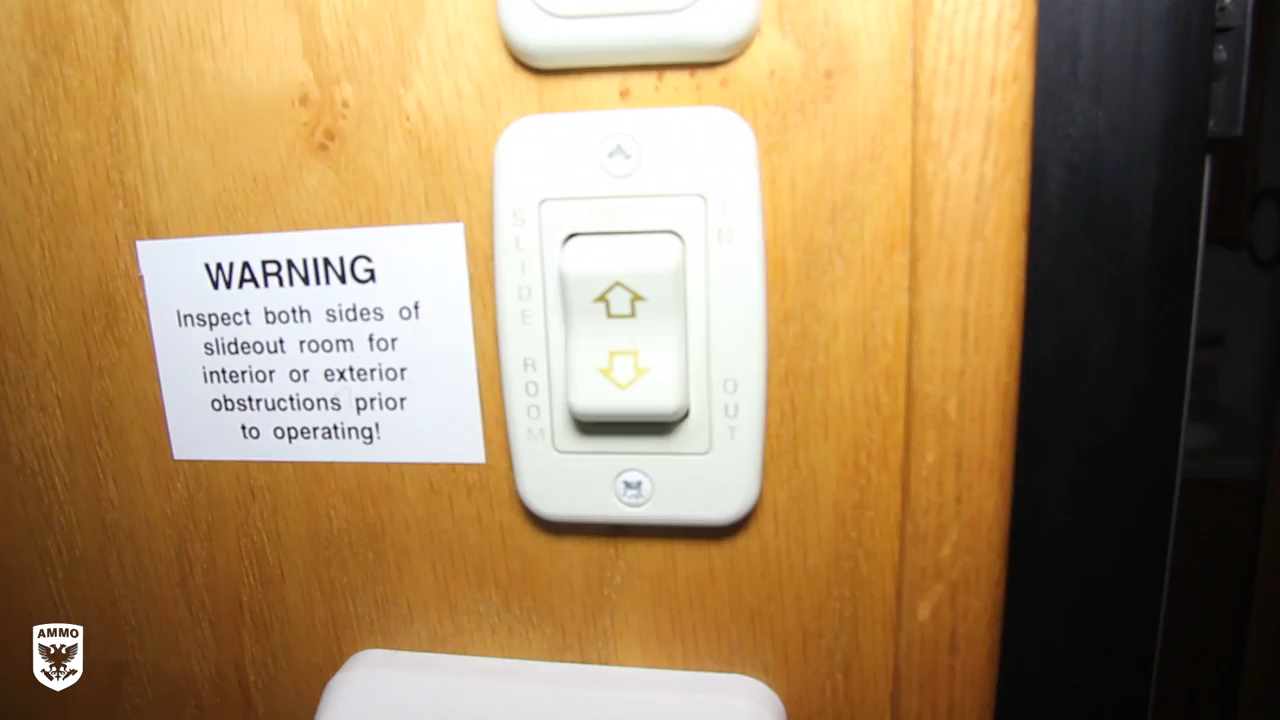 WARNING
Inspect both sides of
slideout room for
interior or exterior
obstructions prior
to operating!
SLIDE ROOM
IN
OUT
AMMO